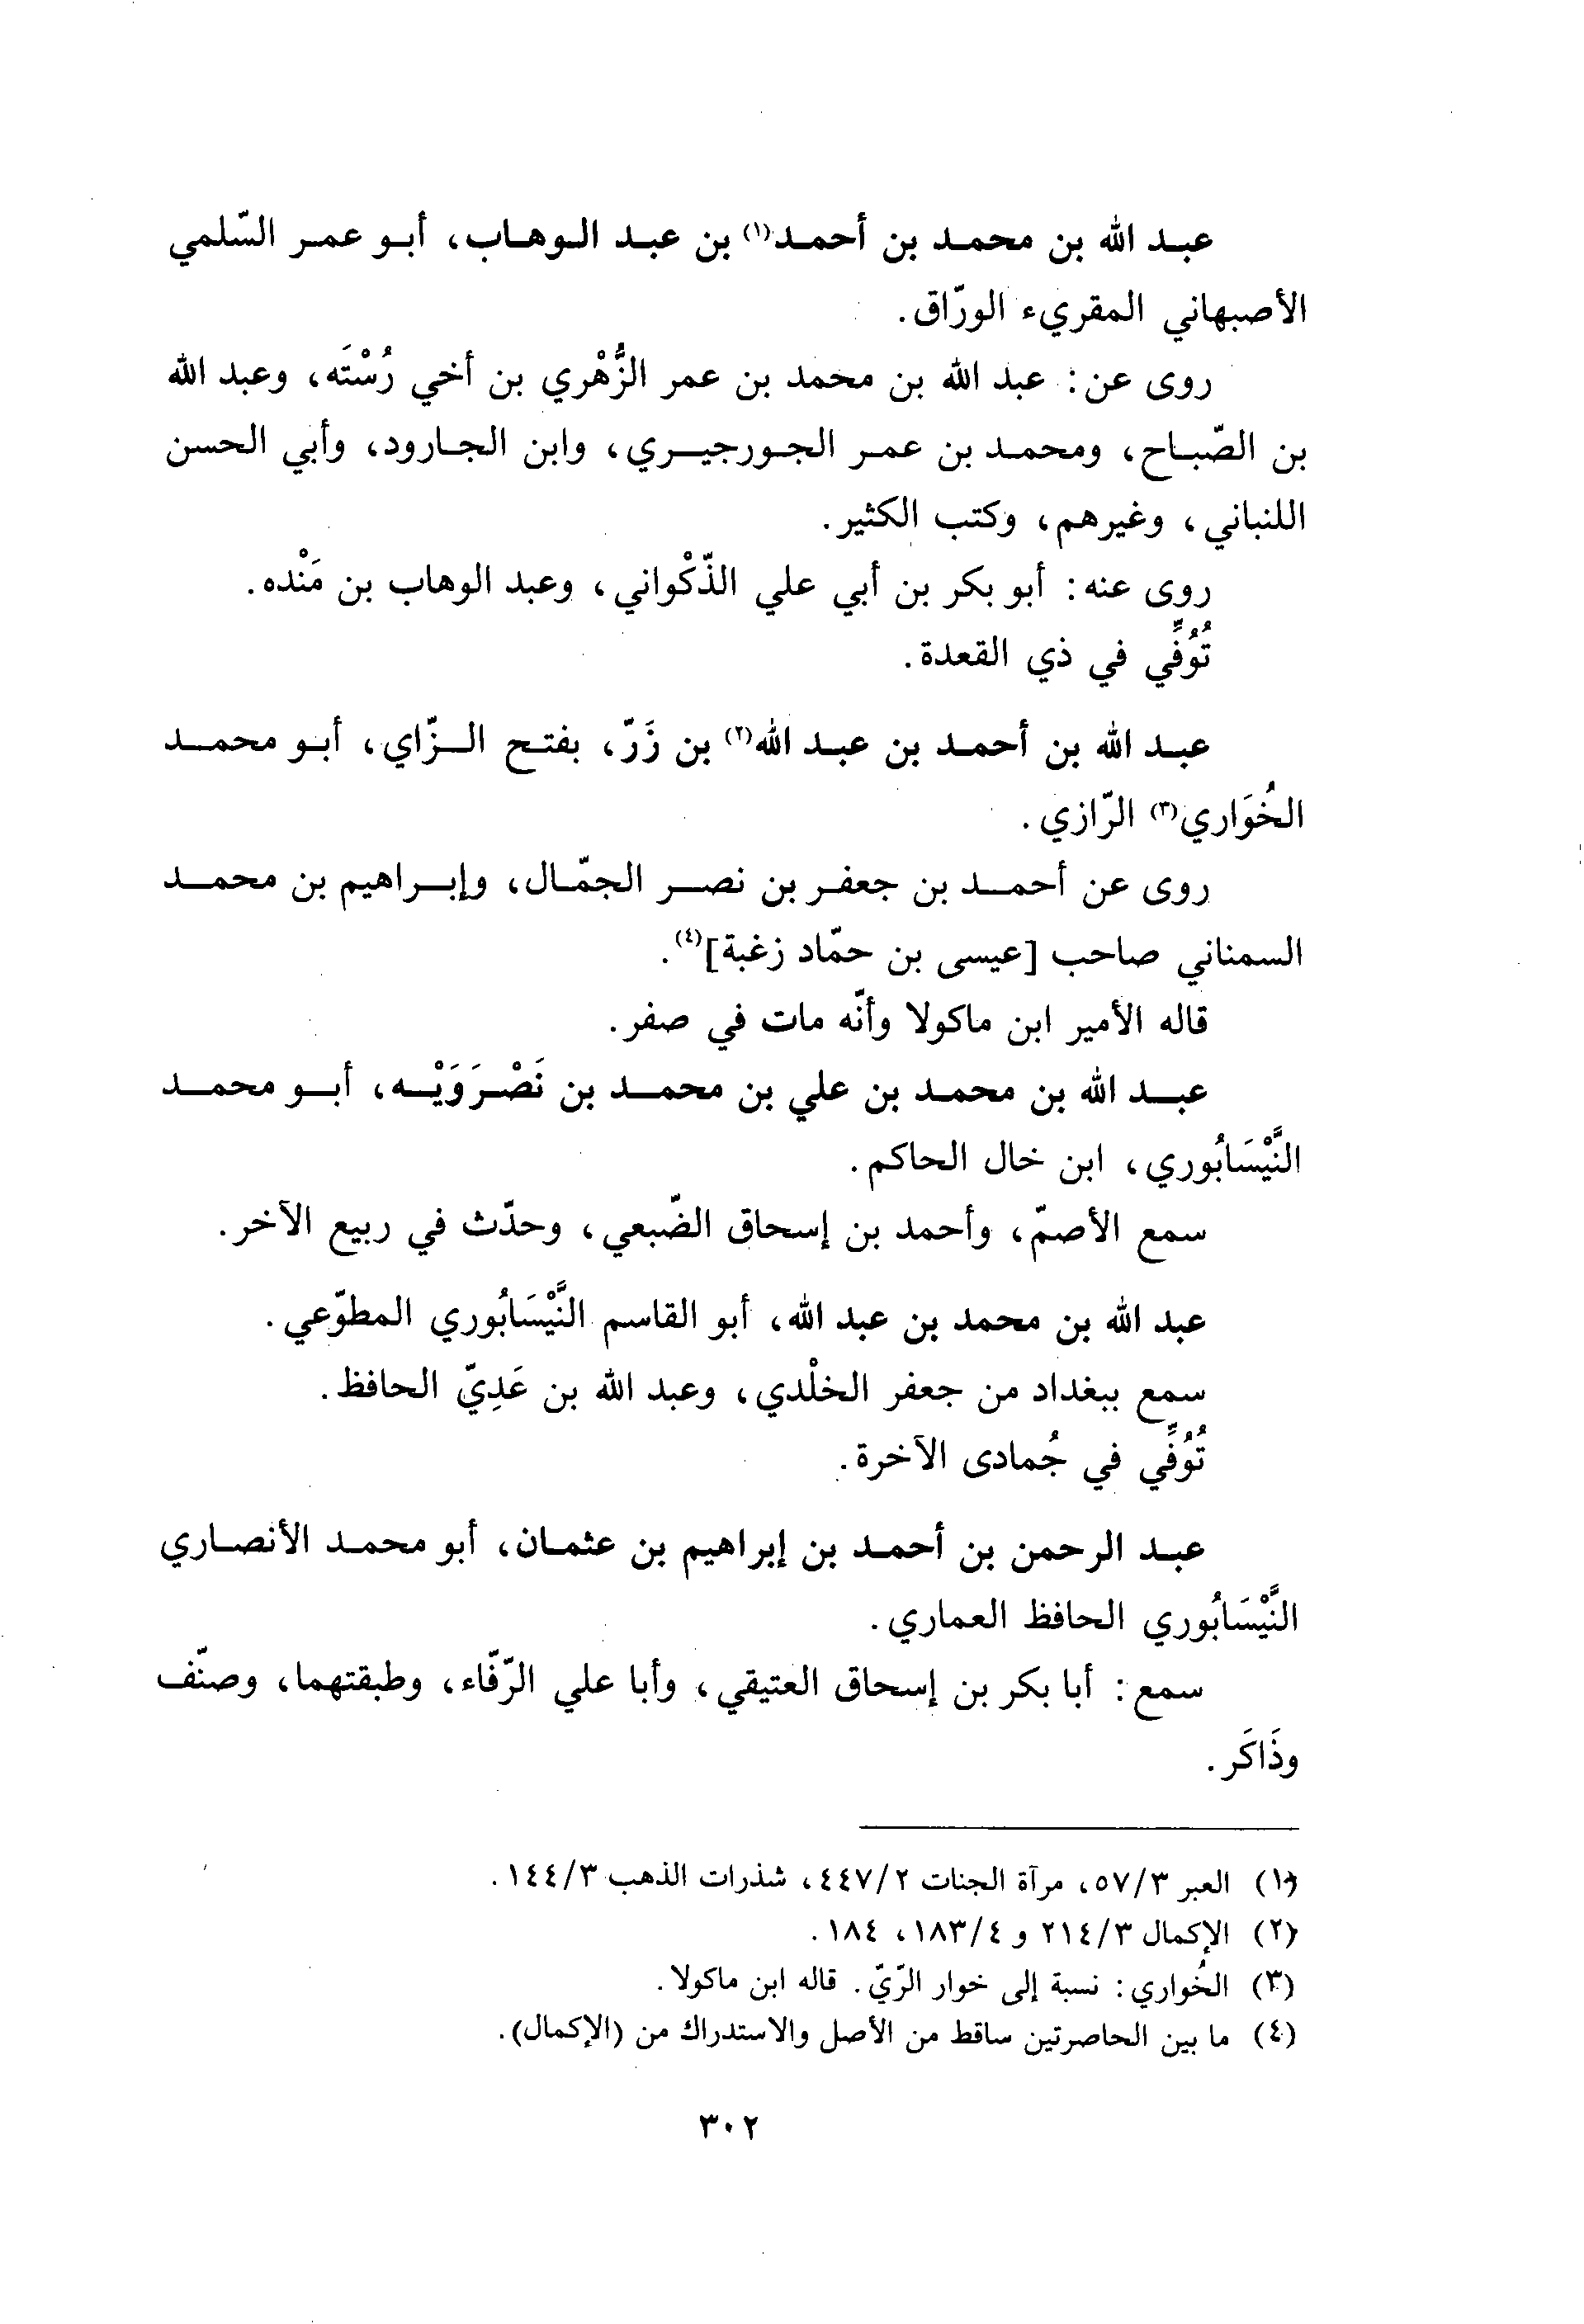 عبد الله بن محمد بن أحمد(١) بن عبد الوهاب، أبو عمر السّلمي
الأصبهاني المقريء الورّاق.
روى عن: عبد الله بن محمد بن عمر الزُّهْري بن أخي رُسْتَه، وعبد الله
بن الصّباح، ومحمد بن عمر الجورجيري، وابن الجارود، وأبي الحسن
اللنباني، وغيرهم، وكتب الكثير.
روى عنه: أبو بكر بن أبي علي الذّكْواني، وعبد الوهاب بن مَنْده.
تُوُفِّي في ذي القعدة.
عبد الله بن أحمد بن عبد الله(٢) بن زَرّ، بفتح الزّاي، أبو محمد
الخُوَاري(٣) الرّازي.
روى عن أحمد بن جعفر بن نصر الجمّال، وإبراهيم بن محمد
السمناني صاحب [عيسى بن حمّاد زغبة](٤).
قاله الأمير ابن ماكولا وأنّه مات في صفر.
عبد الله بن محمد بن علي بن محمد بن نَصْرَوَيْه، أبو محمد
النَّيْسَابُوري، ابن خال الحاكم.
سمع الأصمّ، وأحمد بن إسحاق الضّبعي، وحدّث في ربيع الآخر.
عبد الله بن محمد بن عبد الله، أبو القاسم النَّيْسَابُوري المطوّعي.
سمع ببغداد من جعفر الخلْدي، وعبد الله بن عَدِيّ الحافظ.
تُوُفِّي في جُمادى الآخرة.
عبد الرحمن بن أحمد بن إبراهيم بن عثمان، أبو محمد الأنصاري
النَّيْسَابُوري الحافظ العماري.
سمع: أبا بكر بن إسحاق العتيقي، وأبا علي الرّفّاء، وطبقتهما، وصنّف
وذَاكَر.
(١) العبر ٥٧/٣، مرآة الجنات ٤٤٧/٢، شذرات الذهب ١٤٤/٣.
(٢) الإكمال ٢١٤/٣ و ١٨٣/٤، ١٨٤.
(٣) الخُواري: نسبة إلى خوار الرّيّ. قاله ابن ماكولا.
(٤) ما بين الحاصرتين ساقط من الأصل والاستدراك من (الإكمال).
٣٠٢